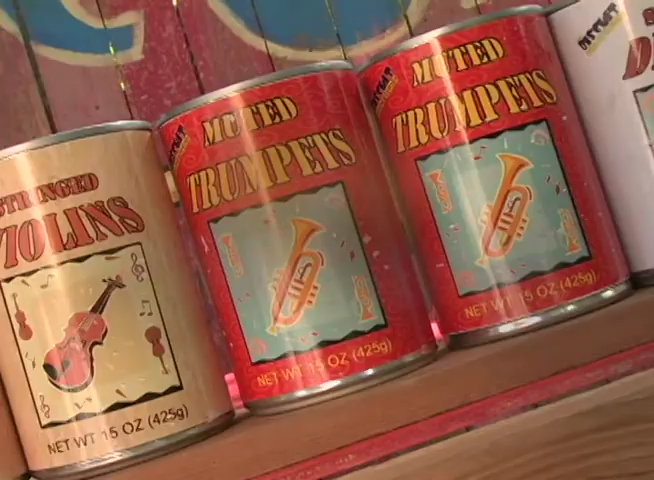 STRINGED
VIOLINS
NET WT 15 OZ (425g)
MUTED
TRUMPETS
NET WT 15 OZ (425g)
MUTED
TRUMPETS
NET WT 15 OZ (425g)